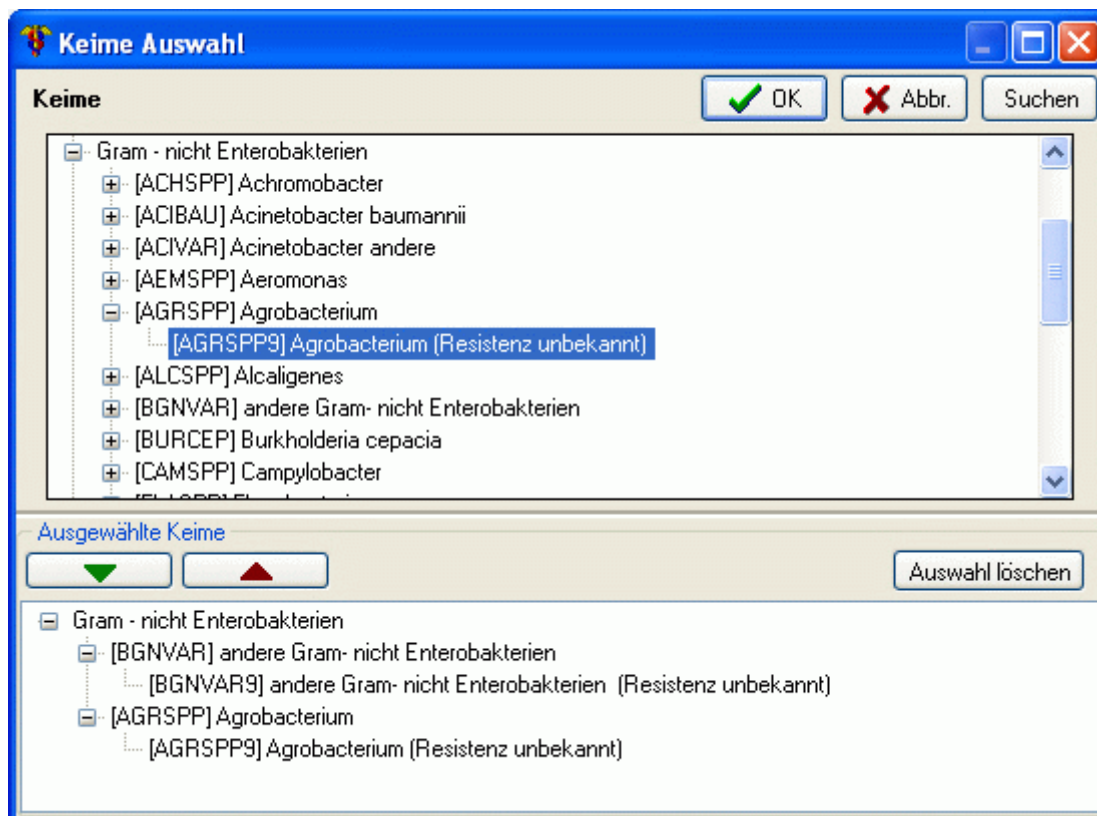 Keime Auswahl
Keime
OK
Abbr.
Suchen
Gram - nicht Enterobakterien
[ACHSPP] Achromobacter
[ACIBAU] Acinetobacter baumannii
[ACIVAR] Acinetobacter andere
[AEMSPP] Aeromonas
[AGRSPP] Agrobacterium
[AGRSPP9] Agrobacterium (Resistenz unbekannt)
[ALCSPP] Alcaligenes
[BGNVAR] andere Gram- nicht Enterobakterien
[BURCEP] Burkholderia cepacia
[CAMSPP] Campylobacter
Ausgewählte Keime
Auswahl löschen
Gram - nicht Enterobakterien
[BGNVAR] andere Gram- nicht Enterobakterien
[BGNVAR9] andere Gram- nicht Enterobakterien (Resistenz unbekannt)
[AGRSPP] Agrobacterium
[AGRSPP9] Agrobacterium (Resistenz unbekannt)